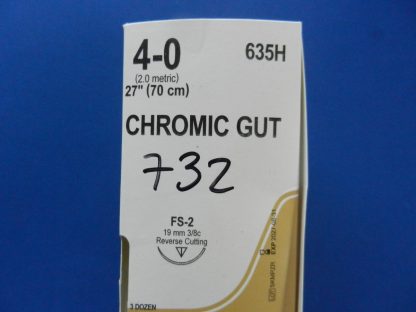 4-0
(2.0 metric)
27" (70 cm)
635H
CHROMIC GUT
732
FS-2
19 mm 3/8c
Reverse Cutting
3 DOZEN